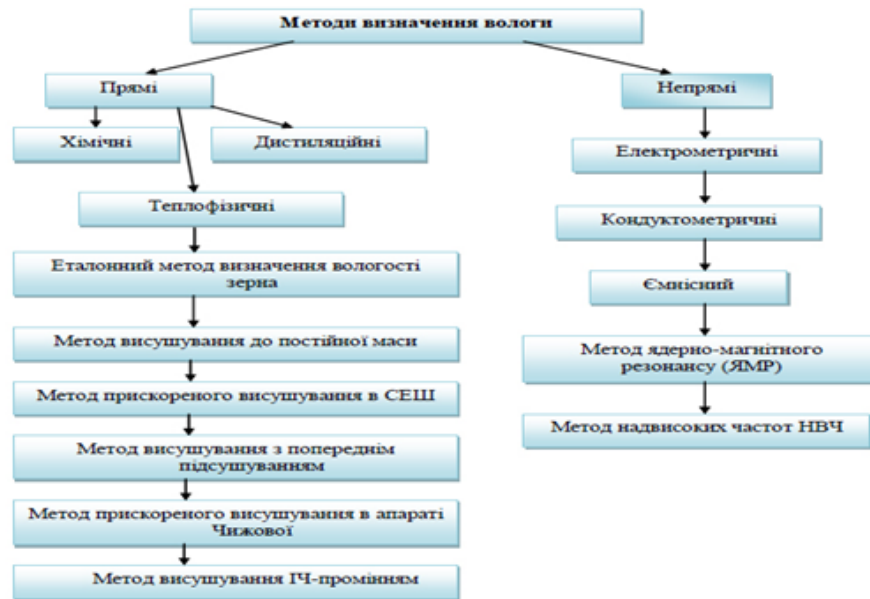 Методи визначення вологи
Прямі
Непрямі
Хімічні
Дистиляційні
Електрометричні
Теплофізичні
Кондуктометричні
Еталонний метод визначення вологості
зерна
Ємнісний
Метод висушування до постійної маси
Метод ядерно-магнітного
резонансу (ЯМР)
Метод прискореного висушування в СЕШ
Метод надвисоких частот НВЧ
Метод висушування з попереднім
підсушуванням
Метод прискореного висушування в апараті
Чижової
Метод висушування ІЧ-промінням